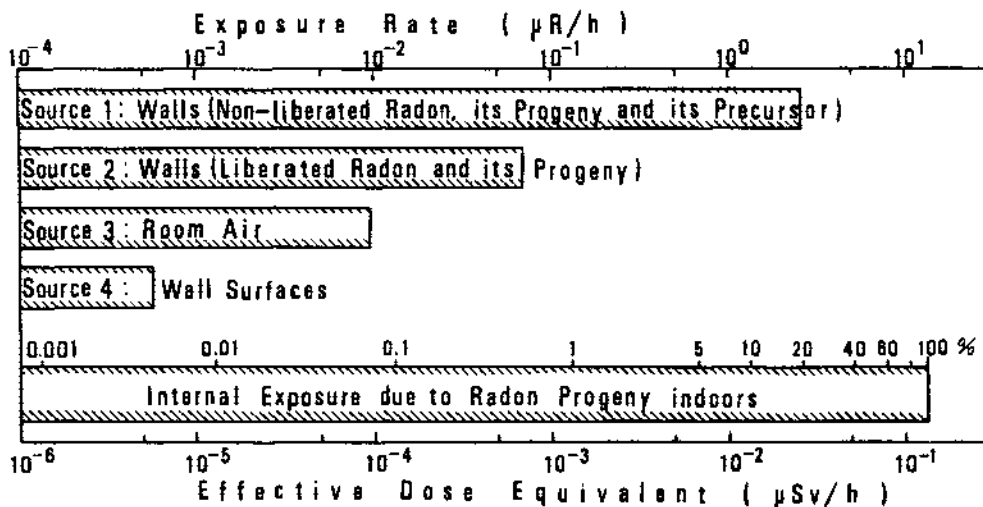 Exposure Rate ( μR/h )
10⁻⁴ 10⁻³ 10⁻² 10⁻¹ 10⁰ 10¹
Source 1: Walls (Non-liberated Radon, its Progeny and its Precursor)
Source 2: Walls (Liberated Radon and its Progeny)
Source 3: Room Air
Source 4: Wall Surfaces
0.001 0.01 0.1 1 5 10 20 40 60 100 %
Internal Exposure due to Radon Progeny indoors
10⁻⁶ 10⁻⁵ 10⁻⁴ 10⁻³ 10⁻² 10⁻¹
Effective Dose Equivalent ( μSv/h )